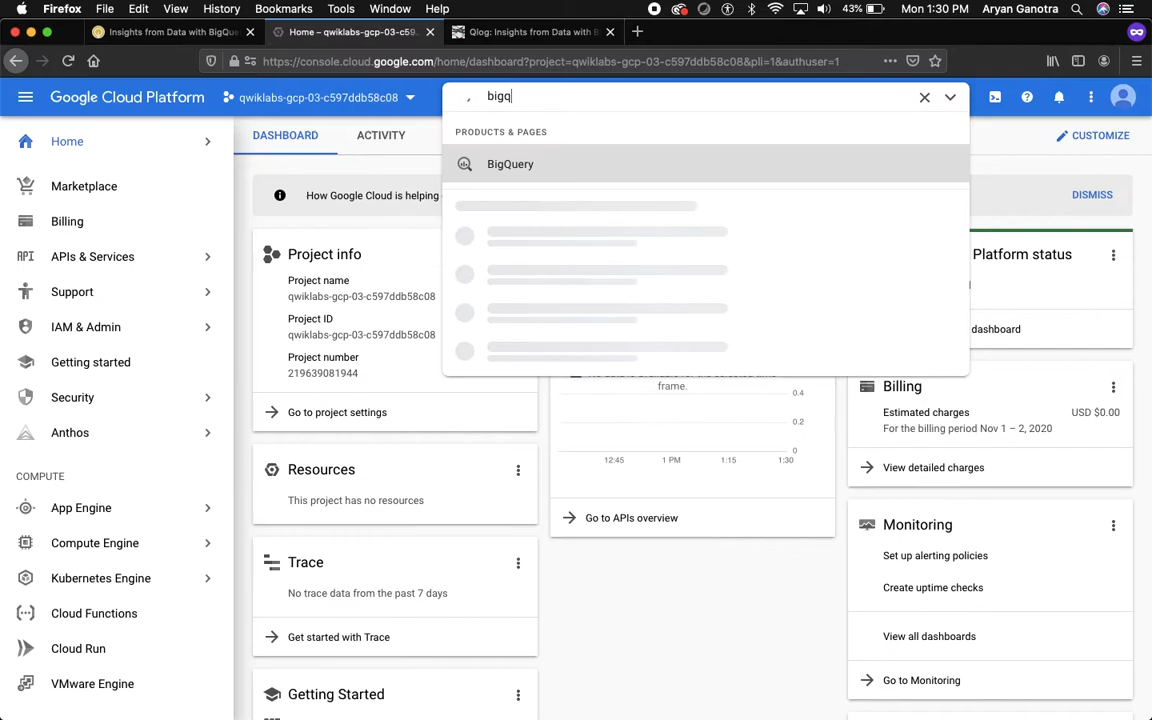 Firefox File Edit View History Bookmarks Tools Window Help 43% Mon 1:30 PM Aryan Ganotra
Insights from Data with BigQue
Home – qwiklabs-gcp-03-c59
Qlog: Insights from Data with B
https://console.cloud.google.com/home/dashboard?project=qwiklabs-gcp-03-c597ddb58c08&pli=1&authuser=1
Google Cloud Platform
qwiklabs-gcp-03-c597ddb58c08
bigq
PRODUCTS & PAGES
BigQuery
DASHBOARD
ACTIVITY
CUSTOMIZE
How Google Cloud is helping
DISMISS
Home
Marketplace
Billing
APIs & Services
Support
IAM & Admin
Getting started
Security
Anthos
COMPUTE
App Engine
Compute Engine
Kubernetes Engine
Cloud Functions
Cloud Run
VMware Engine
Project info
Project name
qwiklabs-gcp-03-c597ddb58c08
Project ID
qwiklabs-gcp-03-c597ddb58c08
Project number
219639081944
Go to project settings
Resources
This project has no resources
Trace
No trace data from the past 7 days
Get started with Trace
Getting Started
frame.
0.4
0.2
0
12:45
1 PM
1:15
1:30
Go to APIs overview
Platform status
dashboard
Billing
Estimated charges
USD $0.00
For the billing period Nov 1 – 2, 2020
View detailed charges
Monitoring
Set up alerting policies
Create uptime checks
View all dashboards
Go to Monitoring